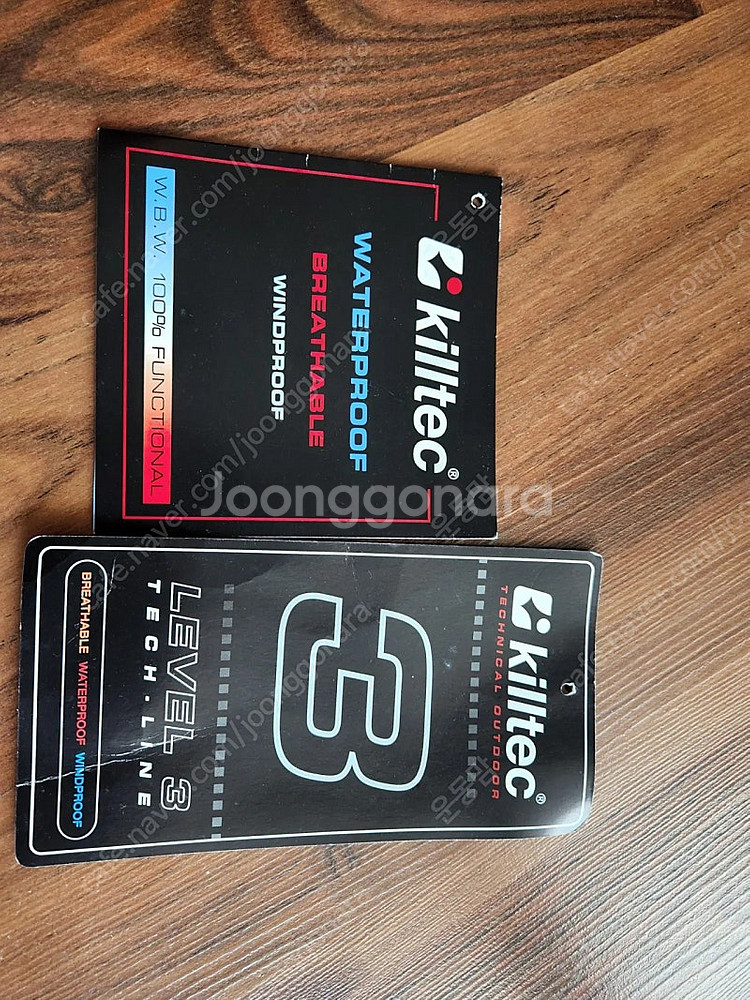 killtec®
WATERPROOF
BREATHABLE
WINDPROOF
W.B.W. 100% FUNCTIONAL
Joonggonara
killtec®
TECHNICAL OUTDOOR
3
LEVEL 3
TECH-LINE
BREATHABLE WATERPROOF WINDPROOF